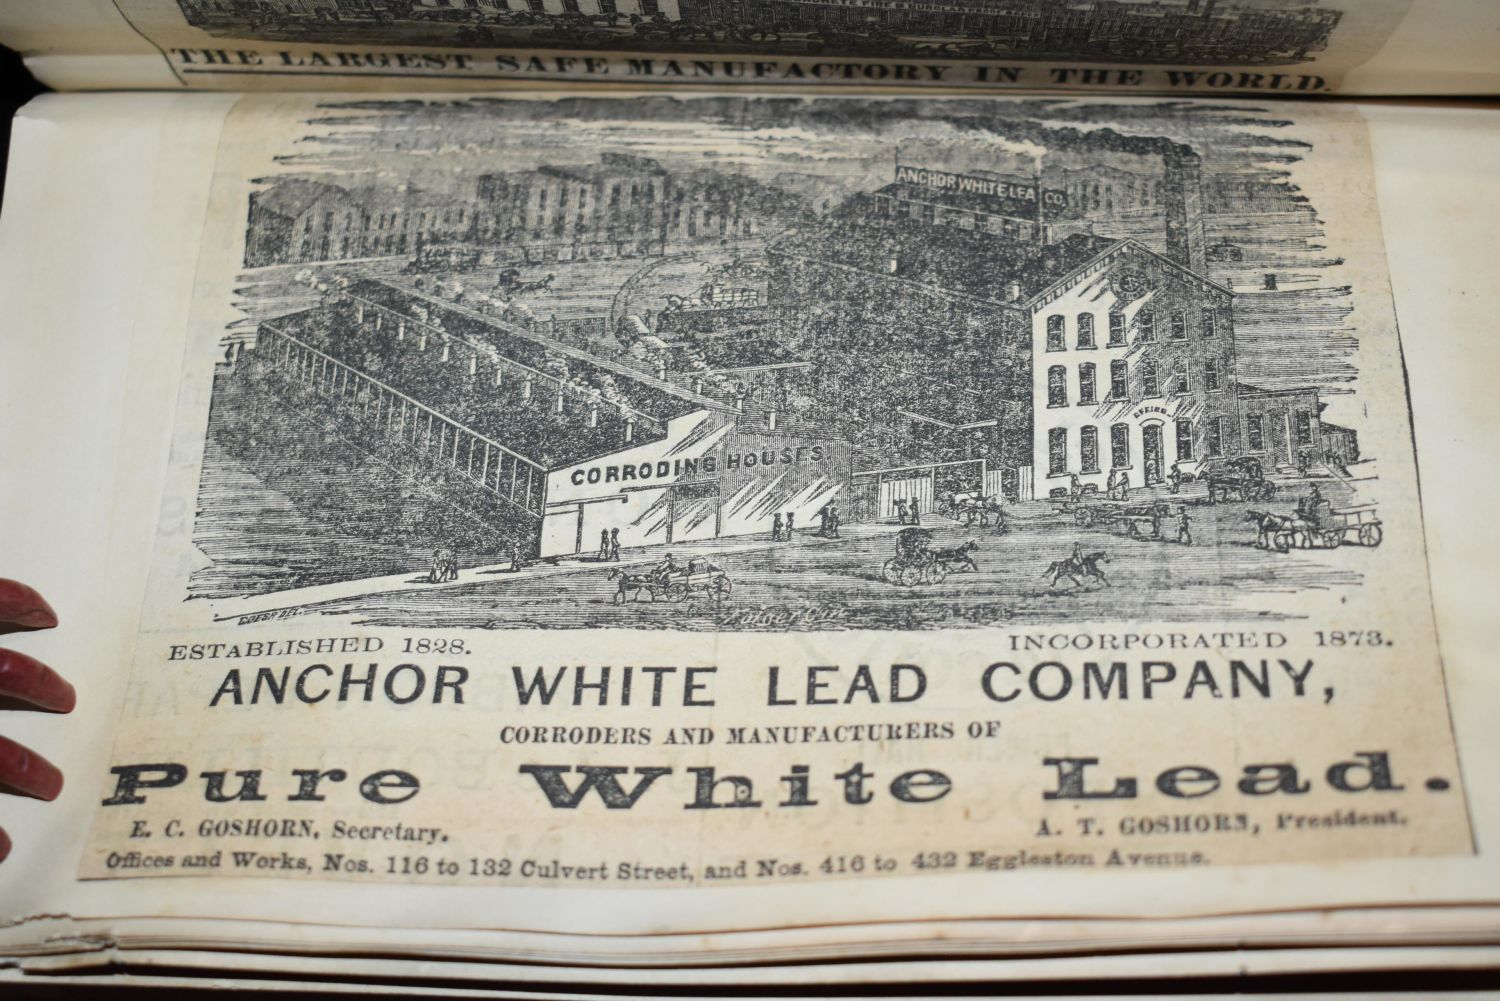 THE LARGEST SAFE MANUFACTORY IN THE WORLD.
ANCHOR WHITE LEA CO.
OFFICE.
CORRODING HOUSES.
ESTABLISHED 1828.
INCORPORATED 1873.
ANCHOR WHITE LEAD COMPANY,
CORRODERS AND MANUFACTURERS OF
Pure White Lead.
E. C. GOSHORN, Secretary.
A. T. GOSHORN, President.
Offices and Works, Nos. 116 to 132 Culvert Street, and Nos. 416 to 432 Eggleston Avenue.